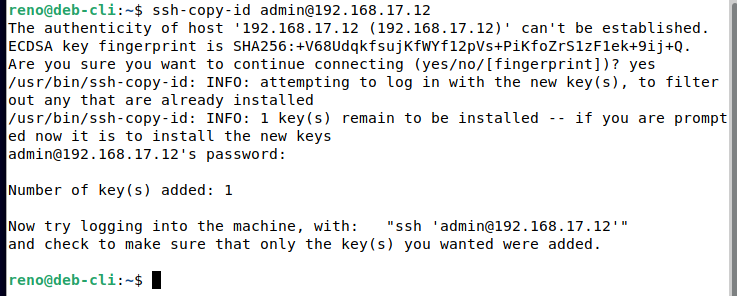 reno@deb-cli:~$ ssh-copy-id admin@192.168.17.12
The authenticity of host '192.168.17.12 (192.168.17.12)' can't be established.
ECDSA key fingerprint is SHA256:+V68UdqkfsujKfWYf12pVs+PiKfoZrS1zF1ek+9ij+Q.
Are you sure you want to continue connecting (yes/no/[fingerprint])? yes
/usr/bin/ssh-copy-id: INFO: attempting to log in with the new key(s), to filter
out any that are already installed
/usr/bin/ssh-copy-id: INFO: 1 key(s) remain to be installed -- if you are prompt
ed now it is to install the new keys
admin@192.168.17.12's password:
Number of key(s) added: 1
Now try logging into the machine, with:   "ssh 'admin@192.168.17.12'"
and check to make sure that only the key(s) you wanted were added.
reno@deb-cli:~$